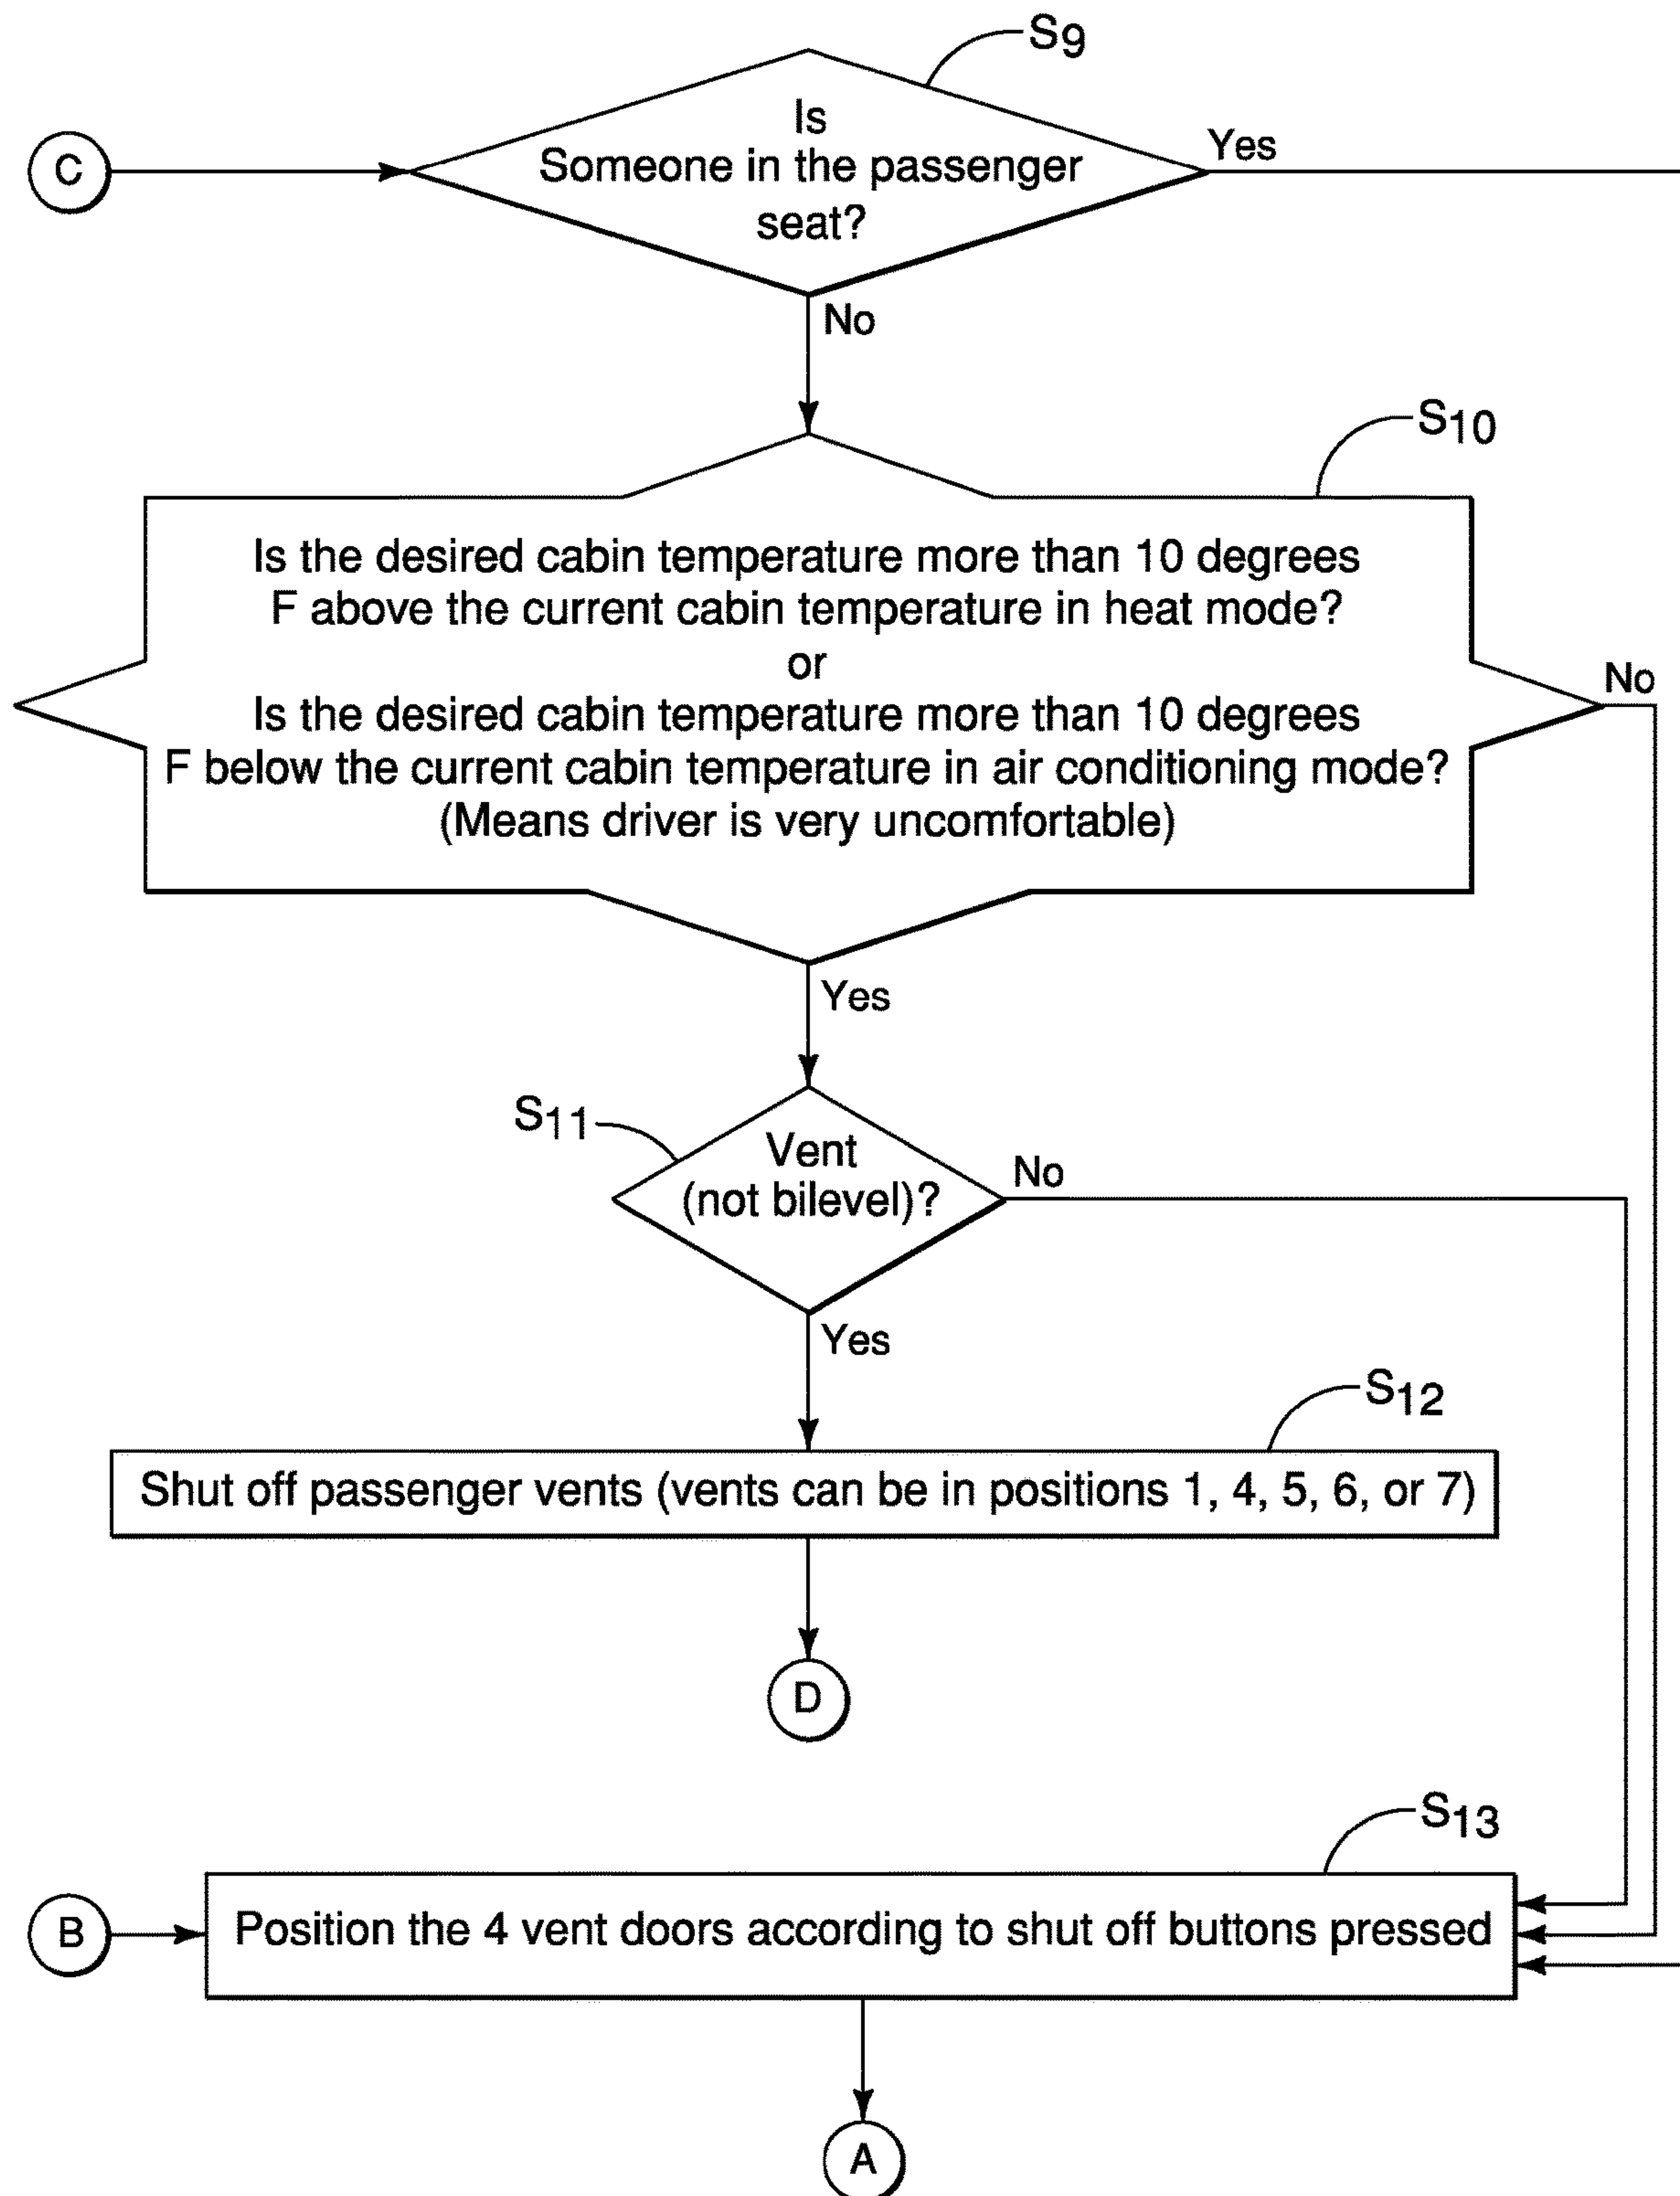 S9
Is
Someone in the passenger
seat?
Yes
C
No
S10
Is the desired cabin temperature more than 10 degrees
F above the current cabin temperature in heat mode?
or
Is the desired cabin temperature more than 10 degrees
F below the current cabin temperature in air conditioning mode?
(Means driver is very uncomfortable)
No
Yes
S11
Vent
(not bilevel)?
No
Yes
S12
Shut off passenger vents (vents can be in positions 1, 4, 5, 6, or 7)
D
S13
B
Position the 4 vent doors according to shut off buttons pressed
A